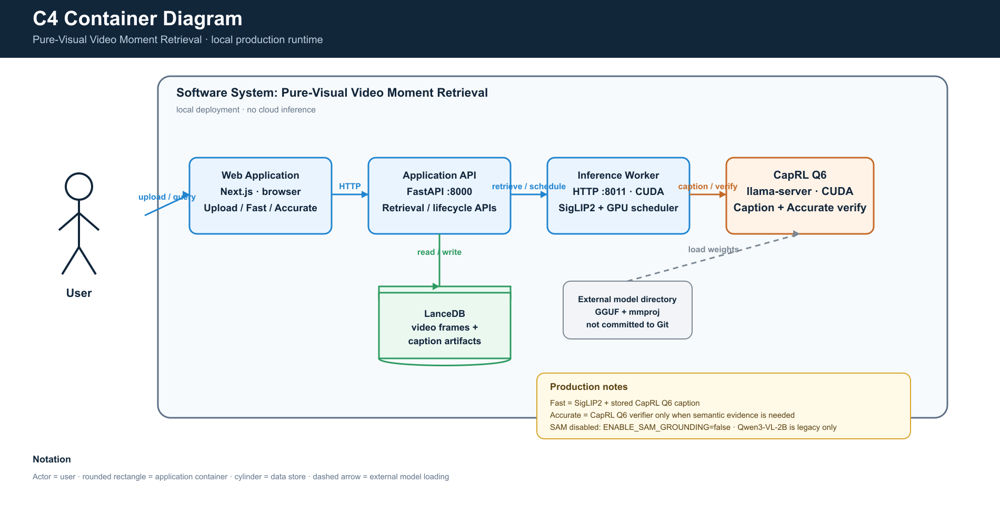 C4 Container Diagram
Pure-Visual Video Moment Retrieval · local production runtime
Software System: Pure-Visual Video Moment Retrieval
local deployment · no cloud inference
User
upload / query
Web Application
Next.js · browser
Upload / Fast / Accurate
HTTP
Application API
FastAPI :8000
Retrieval / lifecycle APIs
retrieve / schedule
Inference Worker
HTTP :8011 · CUDA
SigLIP2 + GPU scheduler
caption / verify
CapRL Q6
llama-server · CUDA
Caption + Accurate verify
read / write
load weights
LanceDB
video frames +
caption artifacts
External model directory
GGUF + mmproj
not committed to Git
Production notes
Fast = SigLIP2 + stored CapRL Q6 caption
Accurate = CapRL Q6 verifier only when semantic evidence is needed
SAM disabled: ENABLE_SAM_GROUNDING=false · Qwen3-VL-2B is legacy only
Notation
Actor = user · rounded rectangle = application container · cylinder = data store · dashed arrow = external model loading